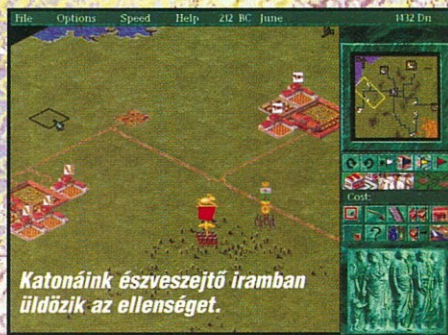 File Options Speed Help 212 BC June 1432 Dn
Cost:
Katonáink észveszejtő iramban
üldözik az ellenséget.